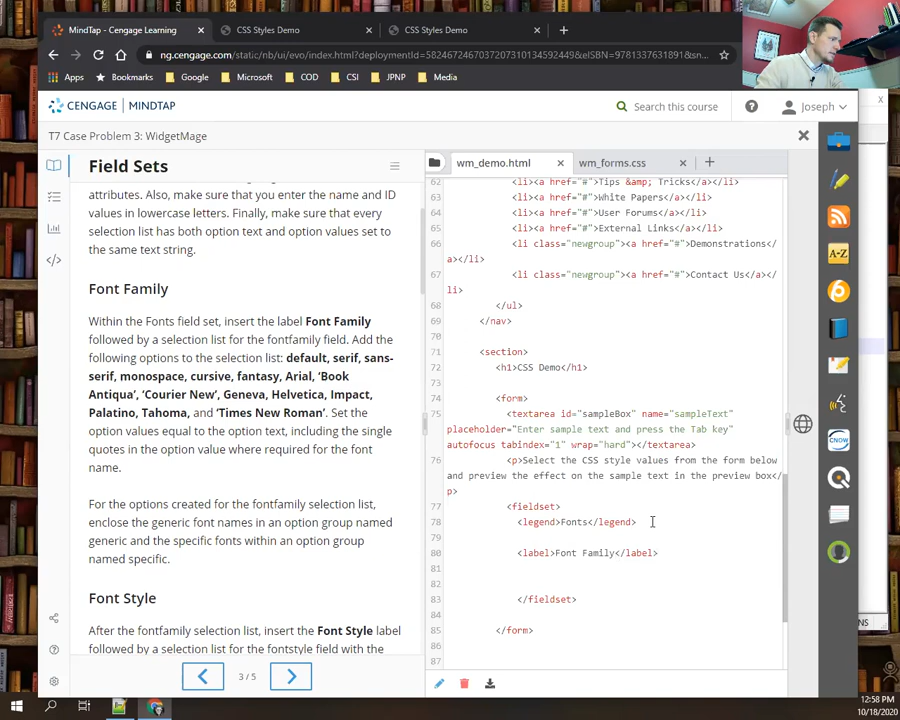 MindTap - Cengage Learning
CSS Styles Demo
CSS Styles Demo
ng.cengage.com/static/nb/ui/evo/index.html?deploymentId=5824672467037207310134592449&eISBN=9781337631891&sn...
Apps
Bookmarks
Google
Microsoft
COD
CSI
JPNP
Media
CENGAGE | MINDTAP
Search this course
Joseph
T7 Case Problem 3: WidgetMage
Field Sets
attributes. Also, make sure that you enter the name and ID
values in lowercase letters. Finally, make sure that every
selection list has both option text and option values set to
the same text string.
Font Family
Within the Fonts field set, insert the label Font Family
followed by a selection list for the fontfamily field. Add the
following options to the selection list: default, serif, sans-
serif, monospace, cursive, fantasy, Arial, 'Book
Antiqua', 'Courier New', Geneva, Helvetica, Impact,
Palatino, Tahoma, and 'Times New Roman'. Set the
option values equal to the option text, including the single
quotes in the option value where required for the font
name.
For the options created for the fontfamily selection list,
enclose the generic font names in an option group named
generic and the specific fonts within an option group
named specific.
Font Style
After the fontfamily selection list, insert the Font Style label
followed by a selection list for the fontstyle field with the
3 / 5
wm_demo.html
wm_forms.css
62 <li><a href="#">Tips &amp; Tricks</a></li>
63 <li><a href="#">White Papers</a></li>
64 <li><a href="#">User Forums</a></li>
65 <li><a href="#">External Links</a></li>
66 <li class="newgroup"><a href="#">Demonstrations</
a></li>
67 <li class="newgroup"><a href="#">Contact Us</a></
li>
68 </ul>
69 </nav>
70
71 <section>
72 <h1>CSS Demo</h1>
73
74 <form>
75 <textarea id="sampleBox" name="sampleText"
placeholder="Enter sample text and press the Tab key"
autofocus tabindex="1" wrap="hard"></textarea>
76 <p>Select the CSS style values from the form below
and preview the effect on the sample text in the preview box</
p>
77 <fieldset>
78 <legend>Fonts</legend>
79
80 <label>Font Family</label>
81
82
83 </fieldset>
84
85 </form>
86
87
A-Z
CNOW
NS
12:58 PM
10/18/2020